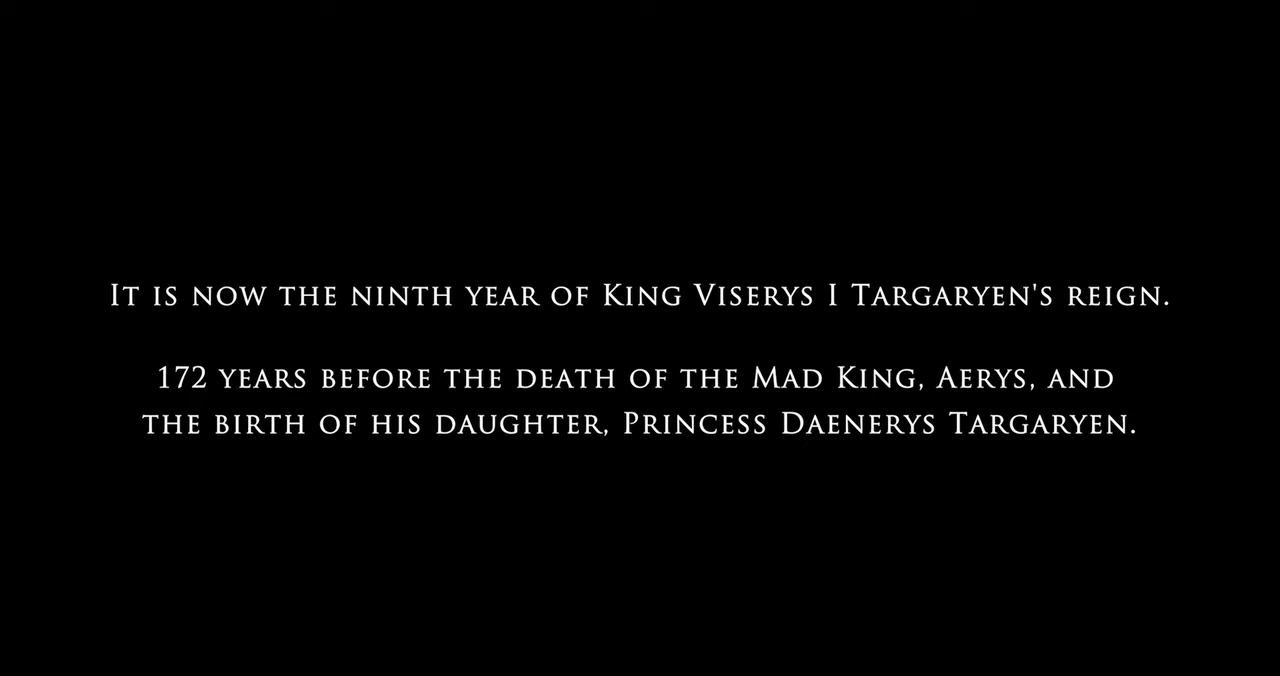 It is now the ninth year of King Viserys I Targaryen's reign.
172 years before the death of the Mad King, Aerys, and
the birth of his daughter, Princess Daenerys Targaryen.